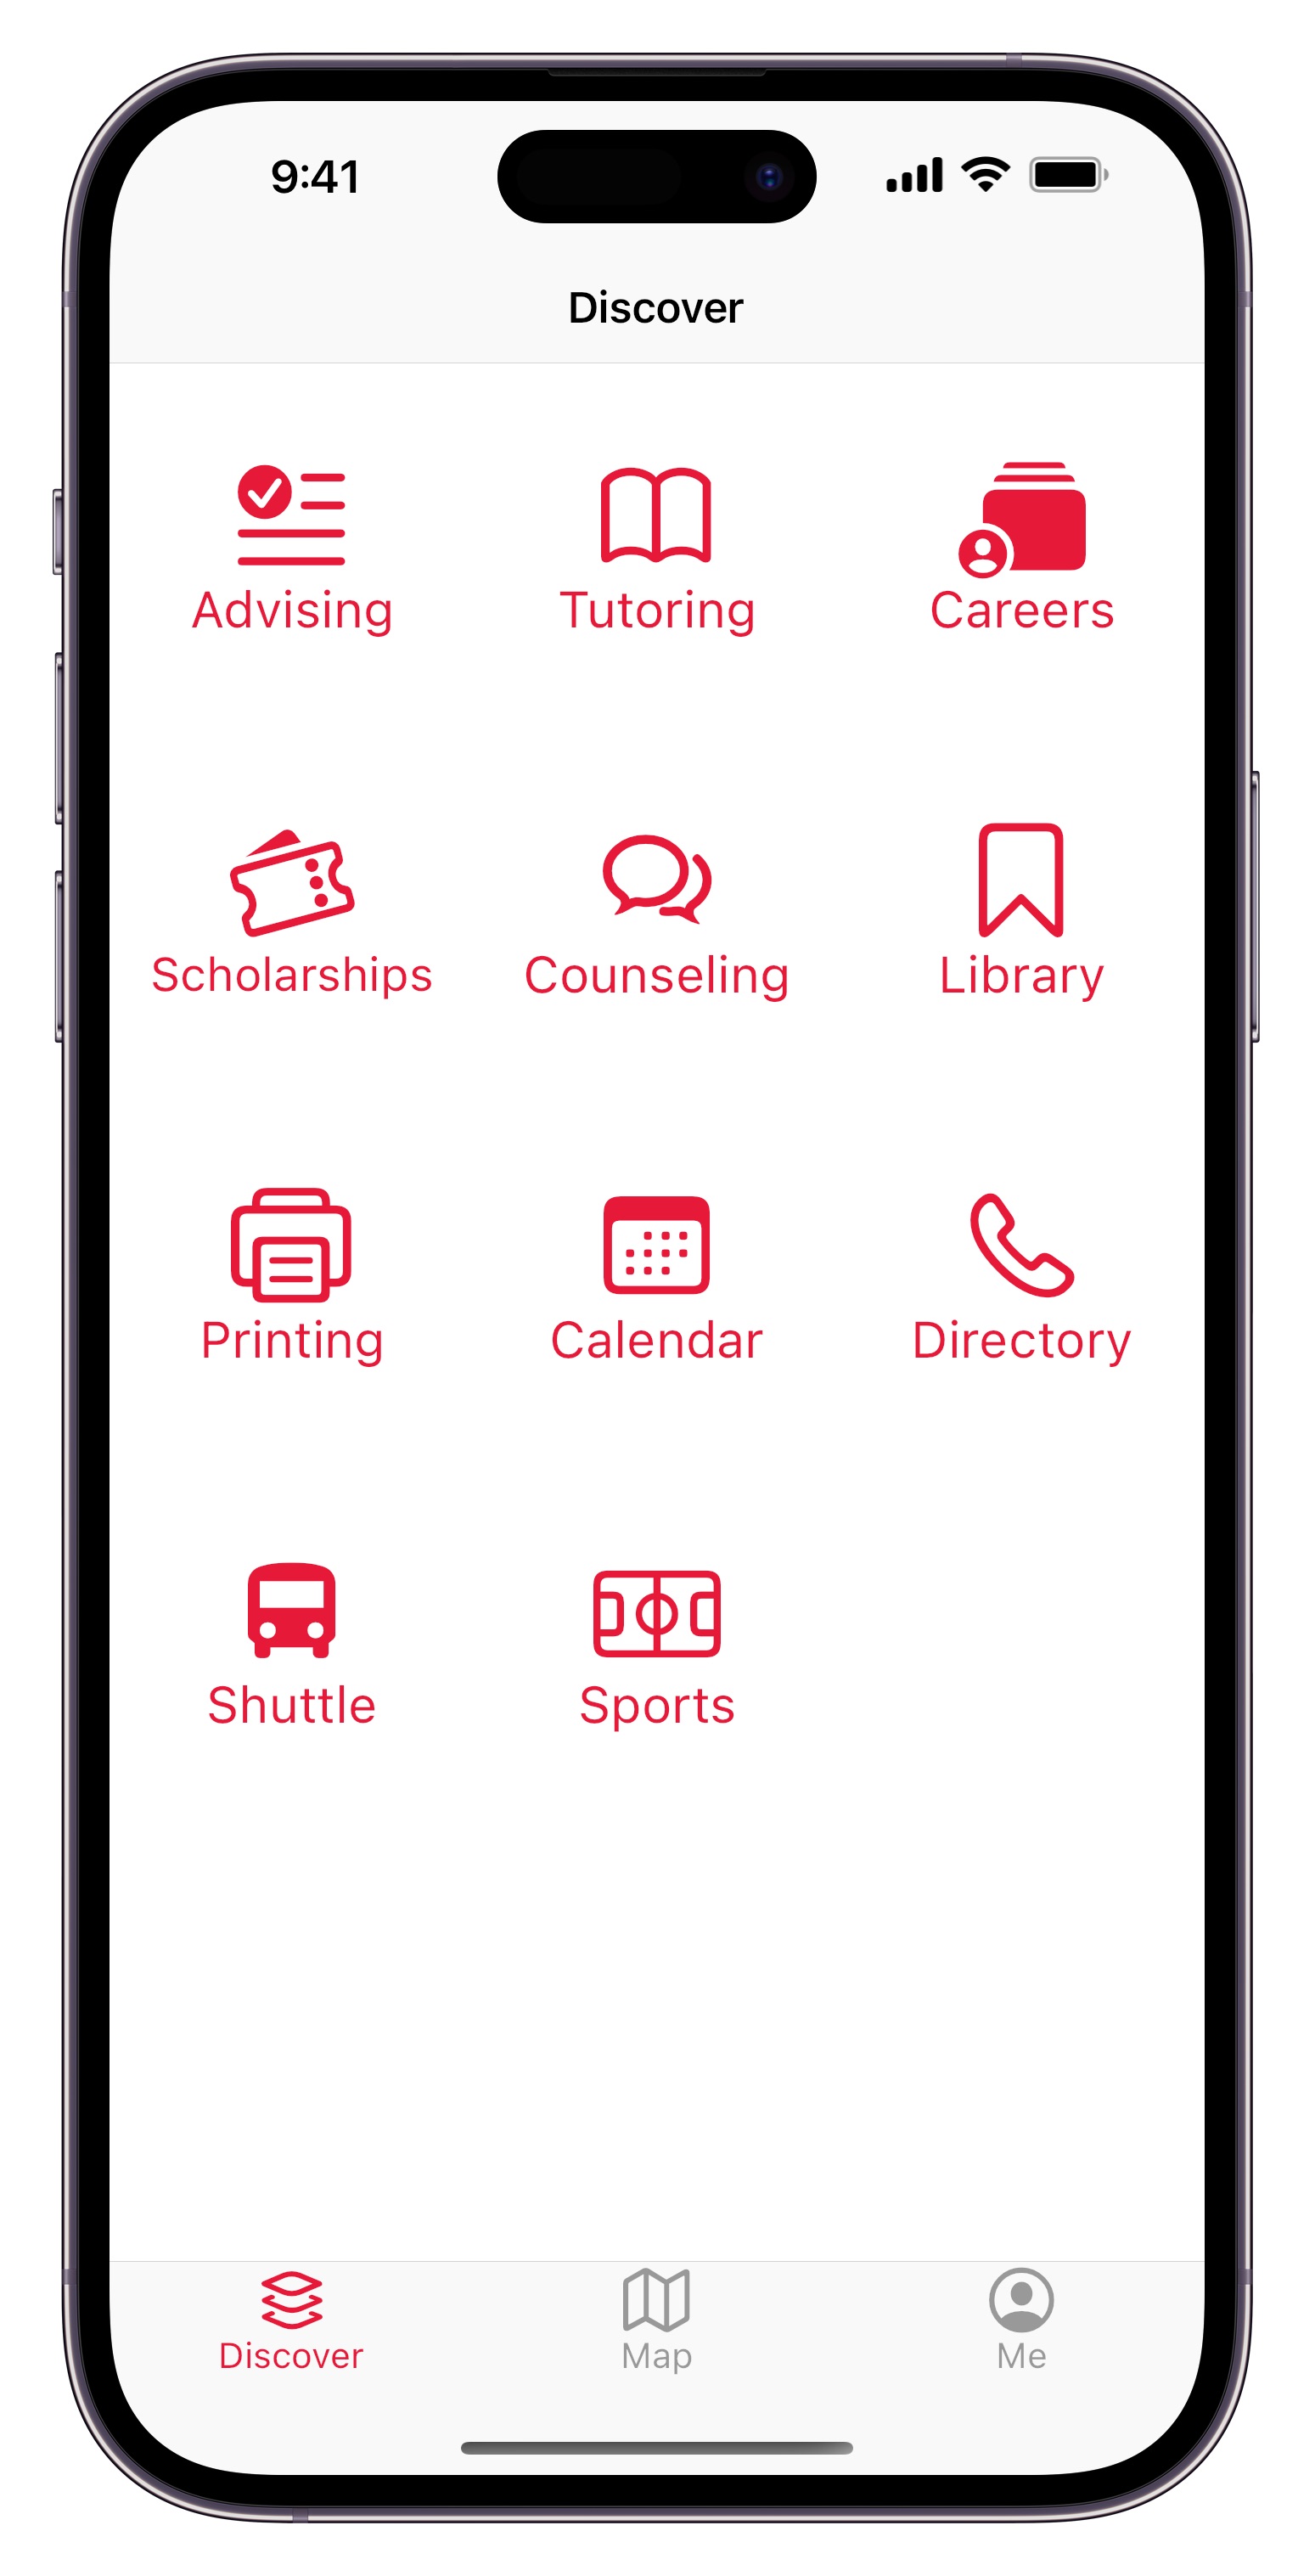 9:41
Discover
Advising Tutoring Careers
Scholarships Counseling Library
Printing Calendar Directory
Shuttle Sports
Discover Map Me